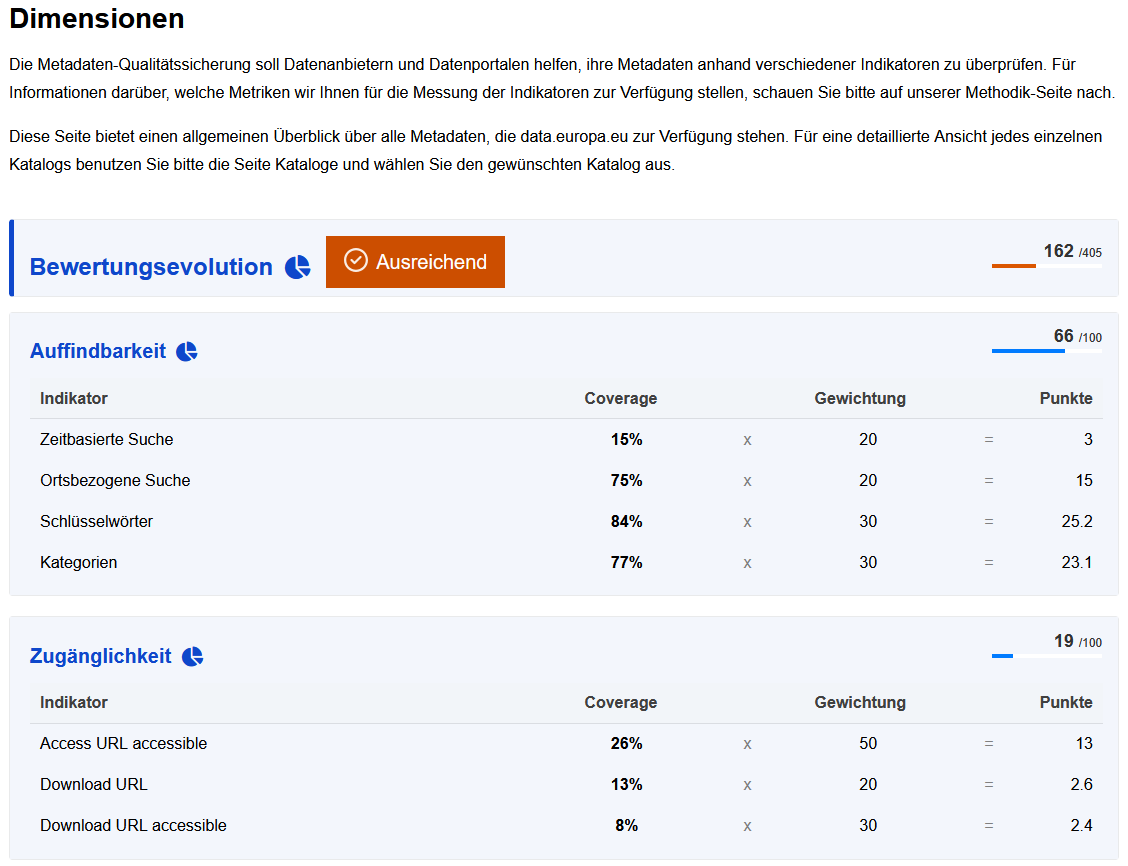 Dimensionen
Die Metadaten-Qualitätssicherung soll Datenanbietern und Datenportalen helfen, ihre Metadaten anhand verschiedener Indikatoren zu überprüfen. Für
Informationen darüber, welche Metriken wir Ihnen für die Messung der Indikatoren zur Verfügung stellen, schauen Sie bitte auf unserer Methodik-Seite nach.
Diese Seite bietet einen allgemeinen Überblick über alle Metadaten, die data.europa.eu zur Verfügung stehen. Für eine detaillierte Ansicht jedes einzelnen
Katalogs benutzen Sie bitte die Seite Kataloge und wählen Sie den gewünschten Katalog aus.
Bewertungsevolution Ausreichend 162 /405
Auffindbarkeit 66 /100
Indikator Coverage Gewichtung Punkte
Zeitbasierte Suche 15% x 20 = 3
Ortsbezogene Suche 75% x 20 = 15
Schlüsselwörter 84% x 30 = 25.2
Kategorien 77% x 30 = 23.1
Zugänglichkeit 19 /100
Indikator Coverage Gewichtung Punkte
Access URL accessible 26% x 50 = 13
Download URL 13% x 20 = 2.6
Download URL accessible 8% x 30 = 2.4